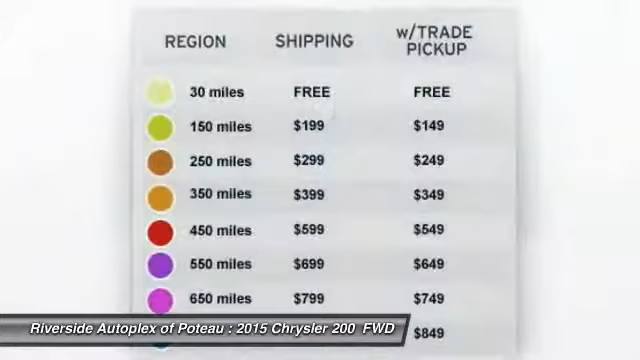 REGION SHIPPING w/TRADE PICKUP
30 miles FREE FREE
150 miles $199 $149
250 miles $299 $249
350 miles $399 $349
450 miles $599 $549
550 miles $699 $649
650 miles $799 $749
$849
Riverside Autoplex of Poteau : 2015 Chrysler 200 FWD